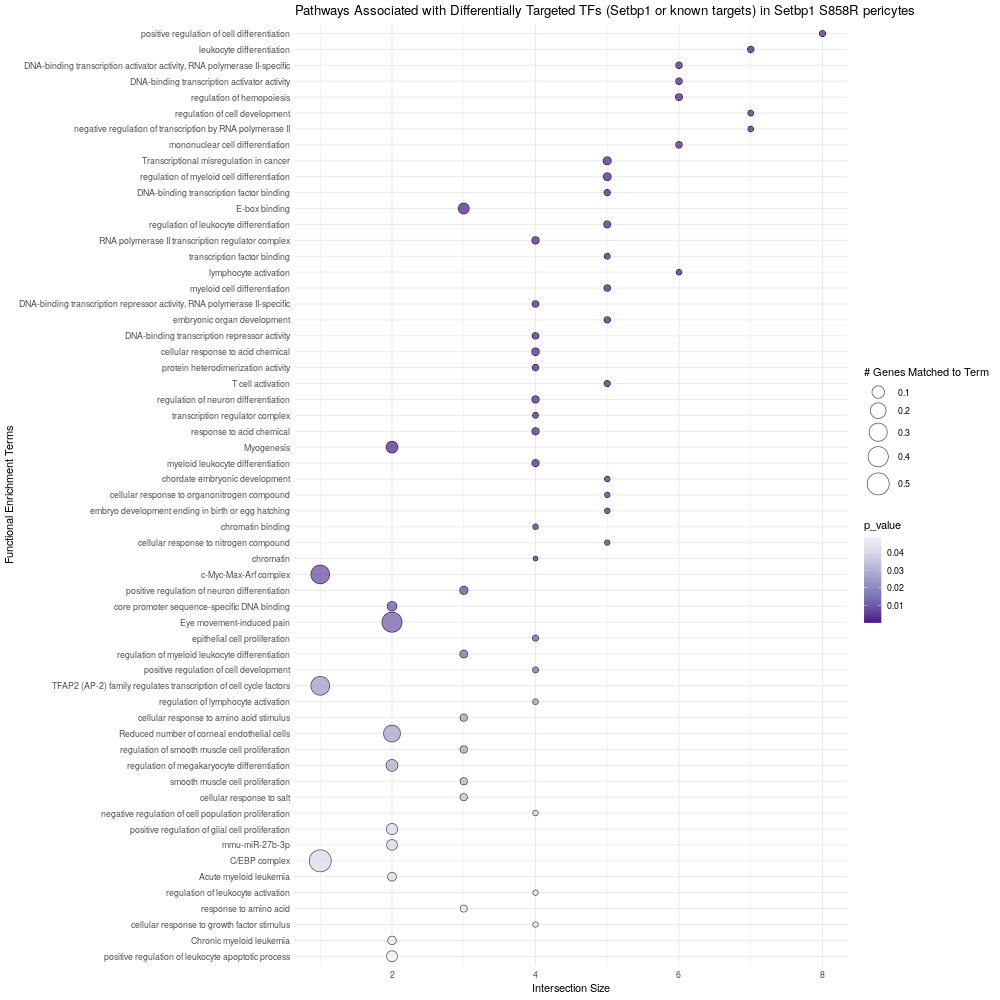 Pathways Associated with Differentially Targeted TFs (Setbp1 or known targets) in Setbp1 S858R pericytes
positive regulation of cell differentiation
leukocyte differentiation
DNA-binding transcription activator activity, RNA polymerase II-specific
DNA-binding transcription activator activity
regulation of hemopoiesis
regulation of cell development
negative regulation of transcription by RNA polymerase II
mononuclear cell differentiation
Transcriptional misregulation in cancer
regulation of myeloid cell differentiation
DNA-binding transcription factor binding
E-box binding
regulation of leukocyte differentiation
RNA polymerase II transcription regulator complex
transcription factor binding
lymphocyte activation
myeloid cell differentiation
DNA-binding transcription repressor activity, RNA polymerase II-specific
embryonic organ development
DNA-binding transcription repressor activity
cellular response to acid chemical
protein heterodimerization activity
T cell activation
regulation of neuron differentiation
transcription regulator complex
response to acid chemical
Myogenesis
myeloid leukocyte differentiation
chordate embryonic development
cellular response to organonitrogen compound
embryo development ending in birth or egg hatching
chromatin binding
cellular response to nitrogen compound
chromatin
c-Myc-Max-Arf complex
positive regulation of neuron differentiation
core promoter sequence-specific DNA binding
Eye movement-induced pain
epithelial cell proliferation
regulation of myeloid leukocyte differentiation
positive regulation of cell development
TFAP2 (AP-2) family regulates transcription of cell cycle factors
regulation of lymphocyte activation
cellular response to amino acid stimulus
Reduced number of corneal endothelial cells
regulation of smooth muscle cell proliferation
regulation of megakaryocyte differentiation
smooth muscle cell proliferation
cellular response to salt
negative regulation of cell population proliferation
positive regulation of glial cell proliferation
mmu-miR-27b-3p
C/EBP complex
Acute myeloid leukemia
regulation of leukocyte activation
response to amino acid
cellular response to growth factor stimulus
Chronic myeloid leukemia
positive regulation of leukocyte apoptotic process
Functional Enrichment Terms
2 4 6 8
Intersection Size
# Genes Matched to Term
0.1
0.2
0.3
0.4
0.5
p_value
0.04
0.03
0.02
0.01